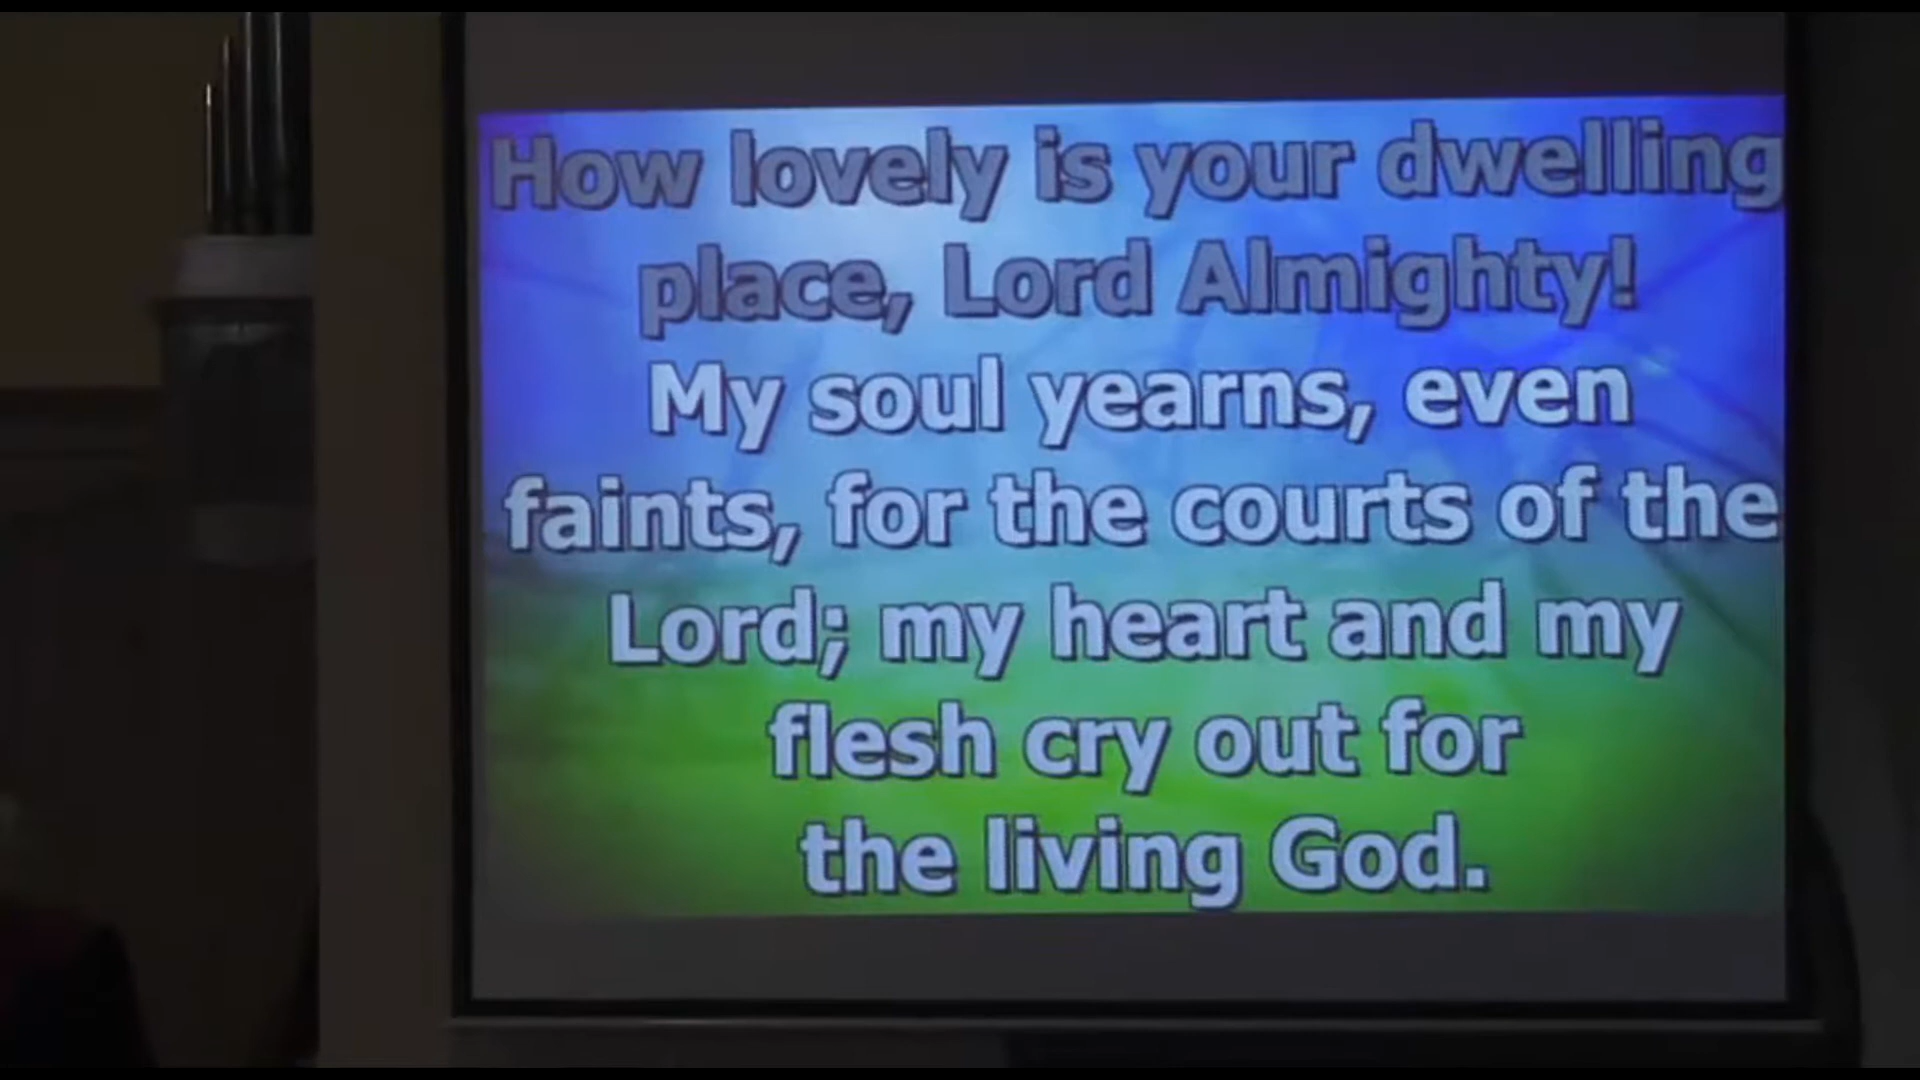 How lovely is your dwelling
place, Lord Almighty!
My soul yearns, even
faints, for the courts of the
Lord; my heart and my
flesh cry out for
the living God.